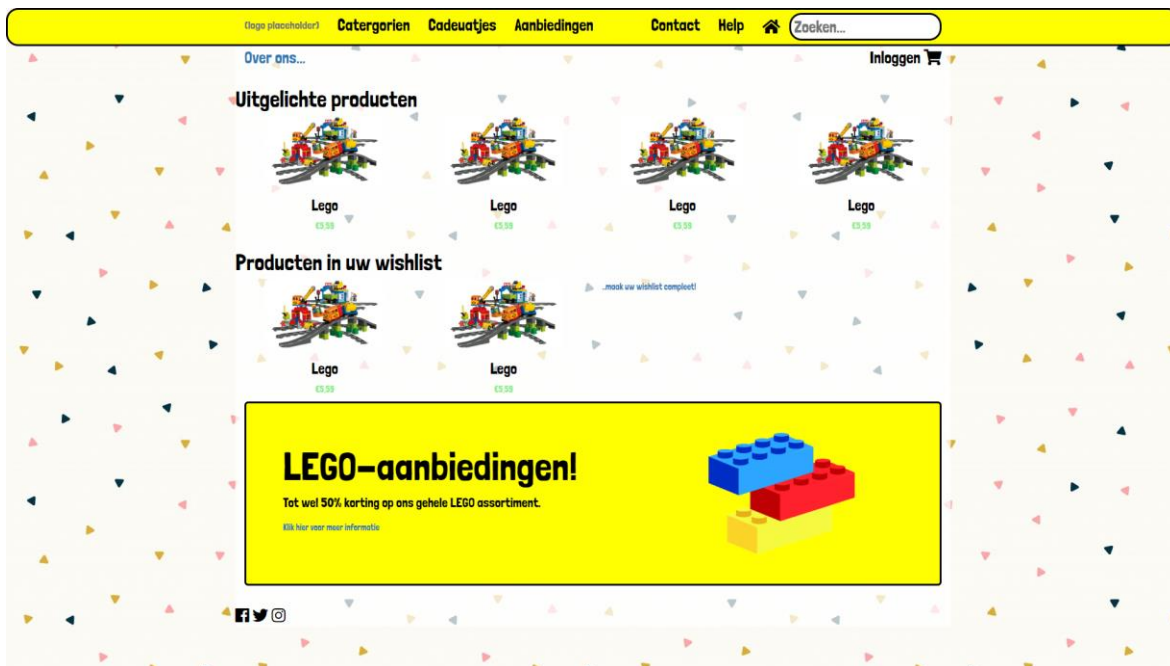 (logo placeholder) Catergorien Cadeuatjes Aanbiedingen Contact Help Zoeken...
Over ons... Inloggen
Uitgelichte producten
Lego Lego Lego Lego
€5,59 €5,59 €5,59 €5,59
Producten in uw wishlist
..maak uw wishlist compleet!
Lego Lego
€5,59 €5,59
LEGO-aanbiedingen!
Tot wel 50% korting op ons gehele LEGO assortiment.
Klik hier voor meer informatie